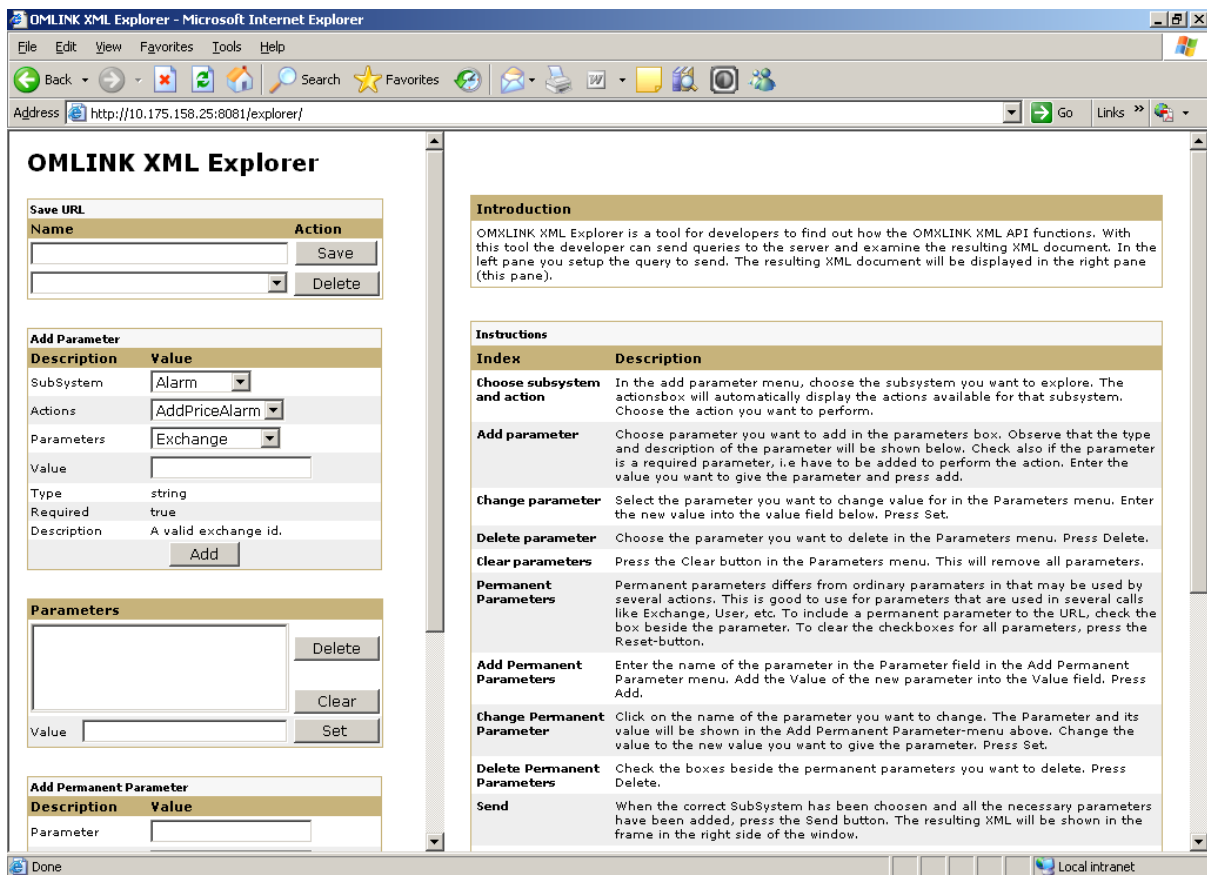 OMLINK XML Explorer - Microsoft Internet Explorer
File Edit View Favorites Tools Help
Back Search Favorites
Address http://10.175.158.25:8081/explorer/ Go Links »
OMLINK XML Explorer
Save URL
Name Action
Save
Delete
Add Parameter
Description Value
SubSystem Alarm
Actions AddPriceAlarm
Parameters Exchange
Value
Type string
Required true
Description A valid exchange id.
Add
Parameters
Delete
Clear
Value Set
Add Permanent Parameter
Description Value
Parameter
Introduction
OMXLINK XML Explorer is a tool for developers to find out how the OMXLINK XML API functions. With
this tool the developer can send queries to the server and examine the resulting XML document. In the
left pane you setup the query to send. The resulting XML document will be displayed in the right pane
(this pane).
Instructions
Index Description
Choose subsystem In the add parameter menu, choose the subsystem you want to explore. The
and action actionsbox will automatically display the actions available for that subsystem.
Choose the action you want to perform.
Add parameter Choose parameter you want to add in the parameters box. Observe that the type
and description of the parameter will be shown below. Check also if the parameter
is a required parameter, i.e have to be added to perform the action. Enter the
value you want to give the parameter and press add.
Change parameter Select the parameter you want to change value for in the Parameters menu. Enter
the new value into the value field below. Press Set.
Delete parameter Choose the parameter you want to delete in the Parameters menu. Press Delete.
Clear parameters Press the Clear button in the Parameters menu. This will remove all parameters.
Permanent Permanent parameters differs from ordinary paramaters in that may be used by
Parameters several actions. This is good to use for parameters that are used in several calls
like Exchange, User, etc. To include a permanent parameter to the URL, check the
box beside the parameter. To clear the checkboxes for all parameters, press the
Reset-button.
Add Permanent Enter the name of the parameter in the Parameter field in the Add Permanent
Parameters Parameter menu. Add the Value of the new parameter into the Value field. Press
Add.
Change Permanent Click on the name of the parameter you want to change. The Parameter and its
Parameter value will be shown in the Add Permanent Parameter-menu above. Change the
value to the new value you want to give the parameter. Press Set.
Delete Permanent Check the boxes beside the permanent parameters you want to delete. Press
Parameters Delete.
Send When the correct SubSystem has been choosen and all the necessary parameters
have been added, press the Send button. The resulting XML will be shown in the
frame in the right side of the window.
Done Local intranet